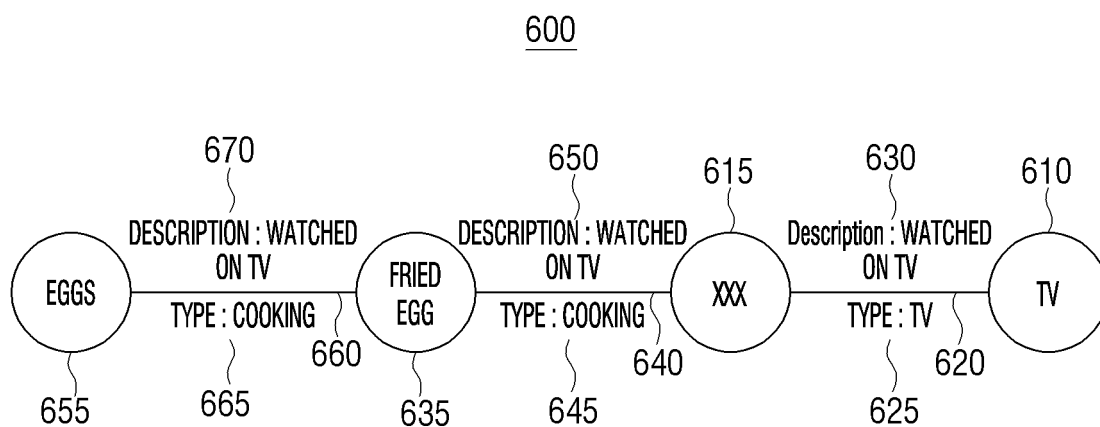 600
670
650
615
630
610
DESCRIPTION : WATCHED
ON TV
DESCRIPTION : WATCHED
ON TV
Description : WATCHED
ON TV
EGGS
FRIED
EGG
XXX
TV
TYPE : COOKING
TYPE : COOKING
TYPE : TV
660
640
620
655
665
635
645
625